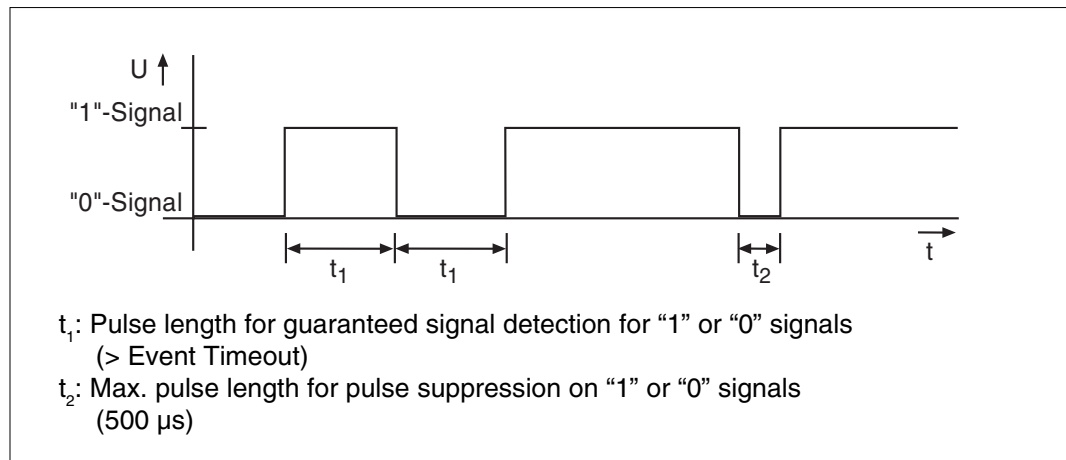 U
"1"-Signal
"0"-Signal
t
t1 t1 t2
t1: Pulse length for guaranteed signal detection for “1” or “0” signals
(> Event Timeout)
t2: Max. pulse length for pulse suppression on “1” or “0” signals
(500 µs)